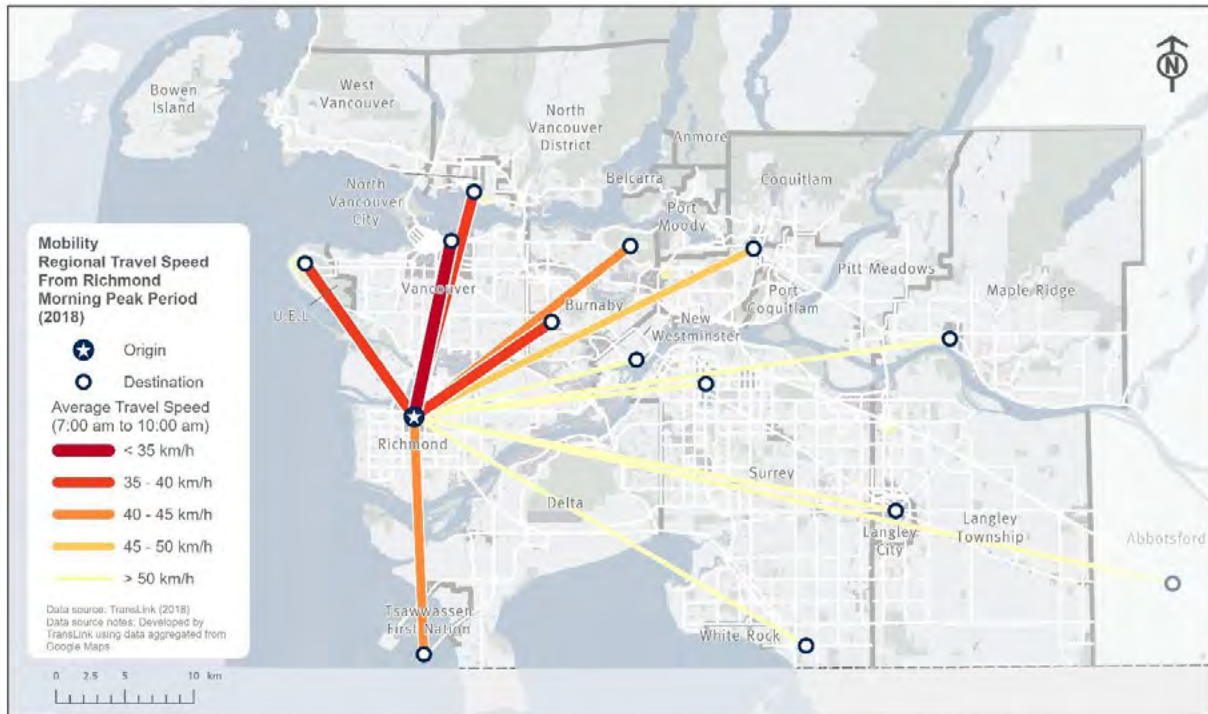 Bowen
Island
West
Vancouver
North
Vancouver
District
Anmore
N
North
Vancouver
City
Belcarra
Coquitlam
Port
Moody
Mobility
Regional Travel Speed
From Richmond
Morning Peak Period
(2018)
Origin
Destination
Average Travel Speed
(7:00 am to 10:00 am)
< 35 km/h
35 - 40 km/h
40 - 45 km/h
45 - 50 km/h
> 50 km/h
Data source: TransLink (2018)
Data source notes: Developed by
TransLink using data aggregated from
Google Maps
0 2.5 5 10 km
U.E.L
Vancouver
Burnaby
New
Westminster
Port
Coquitlam
Pitt Meadows
Maple Ridge
Richmond
Delta
Surrey
Langley
City
Langley
Township
Abbotsford
Tsawwassen
First Nation
White Rock